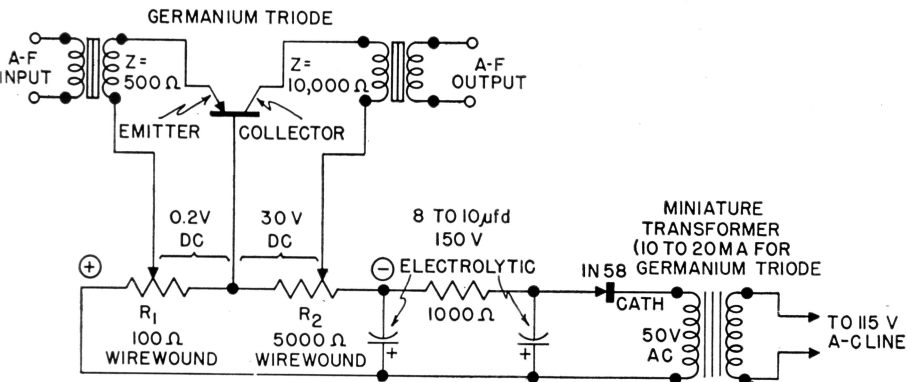 GERMANIUM TRIODE
A-F
INPUT
Z=
500 Ω
Z=
10,000 Ω
A-F
OUTPUT
EMITTER
COLLECTOR
0.2V
DC
30 V
DC
8 TO 10 µfd
150 V
ELECTROLYTIC
MINIATURE
TRANSFORMER
(10 TO 20 MA FOR
GERMANIUM TRIODE
IN 58
CATH
+
−
R1
100 Ω
WIREWOUND
R2
5000 Ω
WIREWOUND
1000 Ω
+
+
50V
AC
TO 115 V
A-C LINE